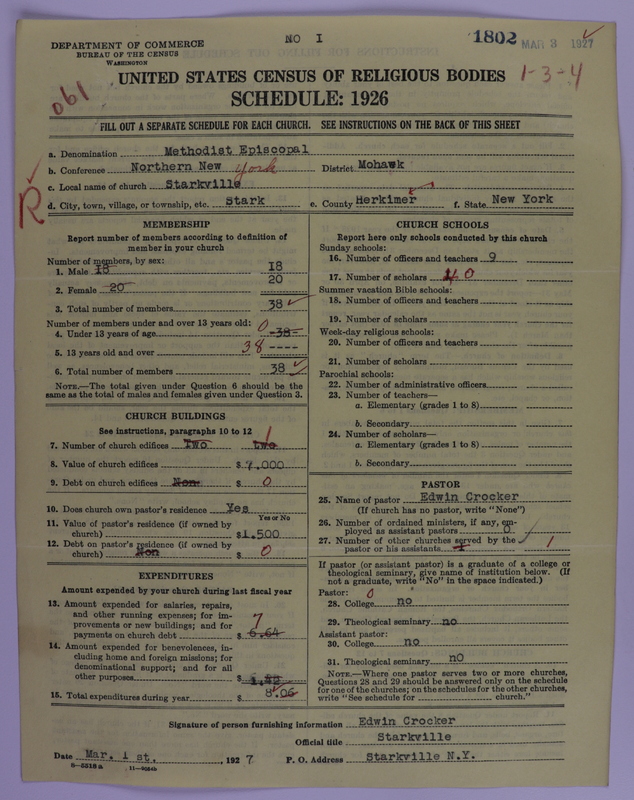 NO I
1802 MAR 3 1927
DEPARTMENT OF COMMERCE
BUREAU OF THE CENSUS
WASHINGTON
UNITED STATES CENSUS OF RELIGIOUS BODIES
1-3-4
061
SCHEDULE: 1926
FILL OUT A SEPARATE SCHEDULE FOR EACH CHURCH. SEE INSTRUCTIONS ON THE BACK OF THIS SHEET
a. Denomination Methodist Episcopal
b. Conference Northern New york District Mohawk
c. Local name of church Starkville
R
d. City, town, village, or township, etc. Stark e. County Herkimer f. State New York
MEMBERSHIP
Report number of members according to definition of
member in your church
Number of members, by sex:
1. Male 18 18
2. Female 20 20
3. Total number of members 38
Number of members under and over 13 years old:
4. Under 13 years of age 0 38
5. 13 years old and over 38 ----
6. Total number of members 38
NOTE.—The total given under Question 6 should be the
same as the total of males and females given under Question 3.
CHURCH BUILDINGS
See instructions, paragraphs 10 to 12
7. Number of church edifices Two two 1
8. Value of church edifices $ 7.000
9. Debt on church edifices Non $ 0
10. Does church own pastor's residence Yes
Yes or No
11. Value of pastor's residence (if owned by
church) $1.500
12. Debt on pastor's residence (if owned by
church) Non $ 0
EXPENDITURES
Amount expended by your church during last fiscal year
13. Amount expended for salaries, repairs,
and other running expenses; for im-
provements or new buildings; and for
payments on church debt $ 6.64 7
14. Amount expended for benevolences, in-
cluding home and foreign missions; for
denominational support; and for all
other purposes $
15. Total expenditures during year $ 8.06
CHURCH SCHOOLS
Report here only schools conducted by this church
Sunday schools:
16. Number of officers and teachers 9
17. Number of scholars 40
Summer vacation Bible schools:
18. Number of officers and teachers
19. Number of scholars
Week-day religious schools:
20. Number of officers and teachers
21. Number of scholars
Parochial schools:
22. Number of administrative officers
23. Number of teachers—
a. Elementary (grades 1 to 8)
b. Secondary
24. Number of scholars—
a. Elementary (grades 1 to 8)
b. Secondary
PASTOR
25. Name of pastor Edwin Crocker
(If church has no pastor, write "None")
26. Number of ordained ministers, if any, em-
ployed as assistant pastors 0
27. Number of other churches served by the
pastor or his assistants 1
If pastor (or assistant pastor) is a graduate of a college or
theological seminary, give name of institution below. (If
not a graduate, write "No" in the space indicated.)
Pastor: 0
28. College no
29. Theological seminary no
Assistant pastor:
30. College no
31. Theological seminary no
NOTE.—Where one pastor serves two or more churches,
Questions 28 and 29 should be answered only on the schedule
for one of the churches; on the schedules for the other churches,
write "See schedule for church."
Signature of person furnishing information Edwin Crocker
Official title Starkville
Date Mar. 1 st. , 1927 P. O. Address Starkville N.Y.
8—5518a 11—9264b